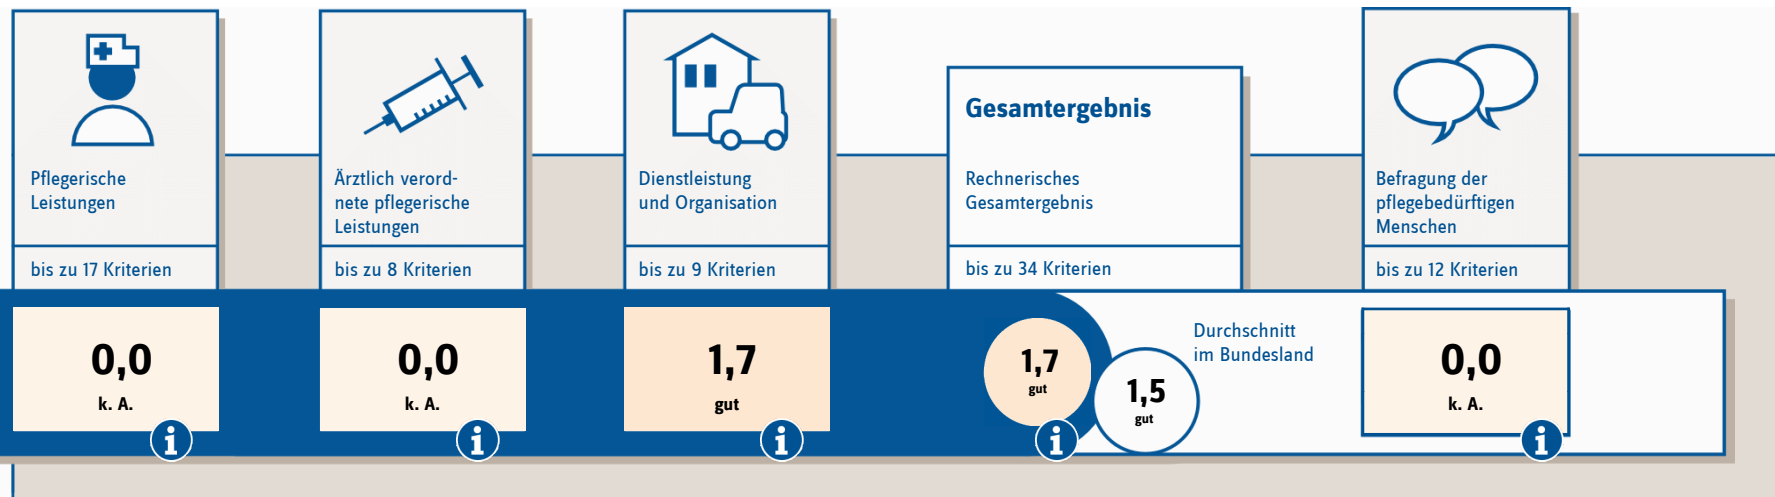 Pflegerische
Leistungen
bis zu 17 Kriterien
0,0
k. A.
Ärztlich verord-
nete pflegerische
Leistungen
bis zu 8 Kriterien
0,0
k. A.
Dienstleistung
und Organisation
bis zu 9 Kriterien
1,7
gut
Gesamtergebnis
Rechnerisches
Gesamtergebnis
bis zu 34 Kriterien
1,7
gut
1,5
gut
Durchschnitt
im Bundesland
Befragung der
pflegebedürftigen
Menschen
bis zu 12 Kriterien
0,0
k. A.